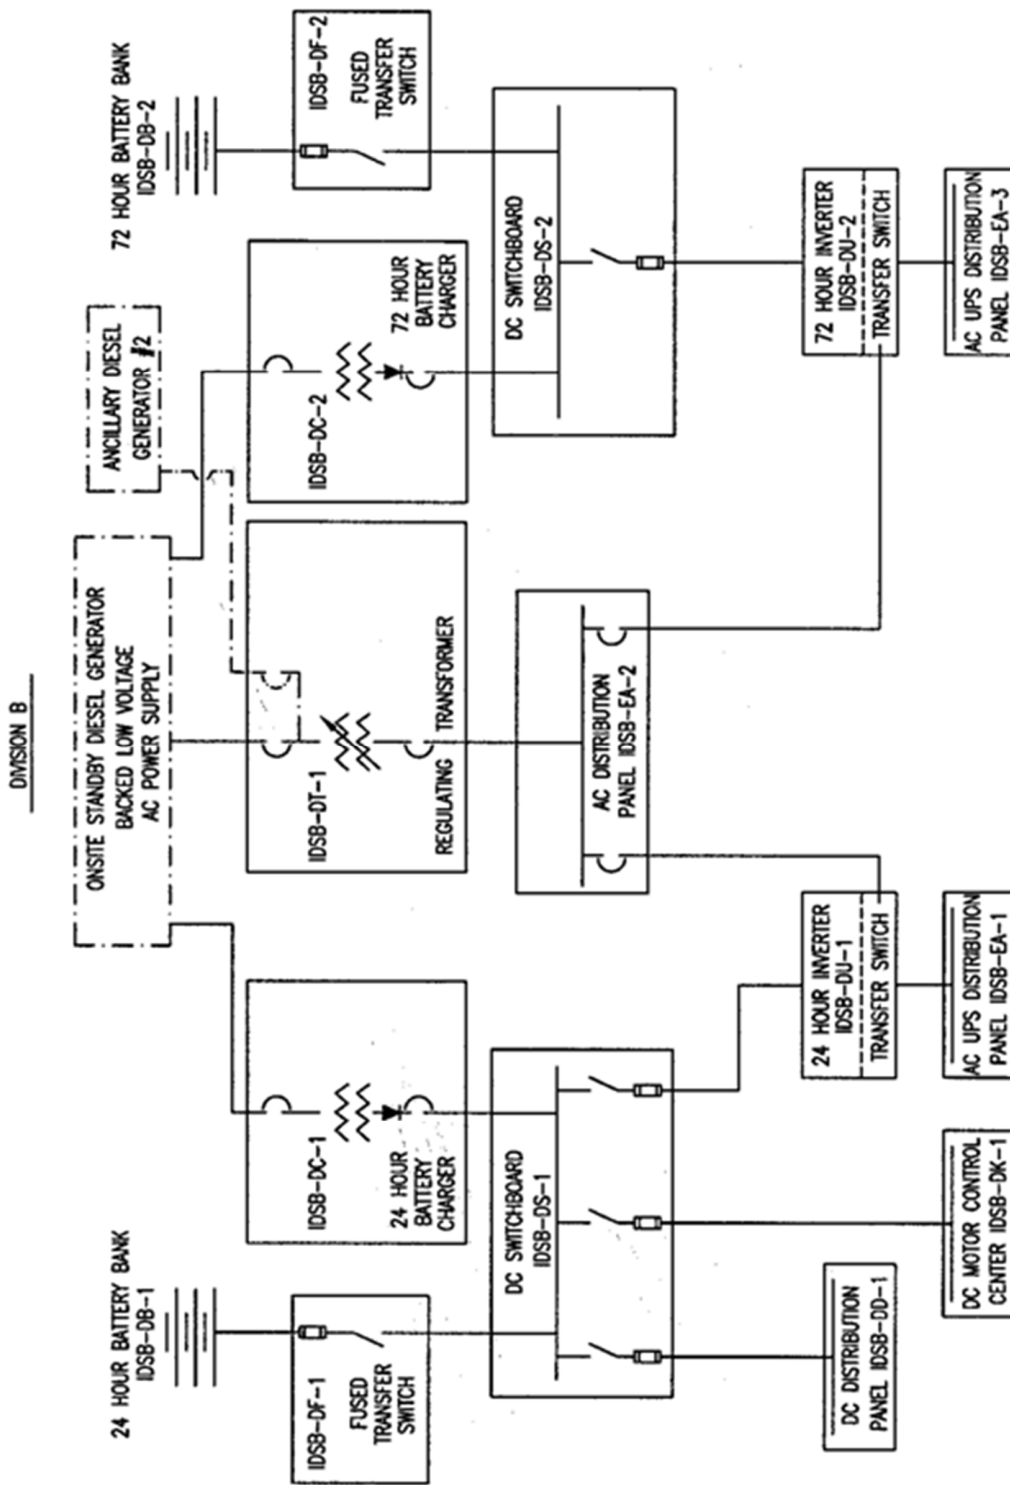 DIVISION B
24 HOUR BATTERY BANK
IDSB-DB-1
ONSITE STANDBY DIESEL GENERATOR
BACKED LOW VOLTAGE
AC POWER SUPPLY
ANCILLARY DIESEL
GENERATOR #2
72 HOUR BATTERY BANK
IDSB-DB-2
IDSB-DF-1
FUSED
TRANSFER
SWITCH
IDSB-DC-1
24 HOUR
BATTERY
CHARGER
IDSB-DT-1
REGULATING TRANSFORMER
IDSB-DC-2
72 HOUR
BATTERY
CHARGER
IDSB-DF-2
FUSED
TRANSFER
SWITCH
DC SWITCHBOARD
IDSB-DS-1
AC DISTRIBUTION
PANEL IDSB-EA-2
DC SWITCHBOARD
IDSB-DS-2
24 HOUR INVERTER
IDSB-DU-1
TRANSFER SWITCH
72 HOUR INVERTER
IDSB-DU-2
TRANSFER SWITCH
DC DISTRIBUTION
PANEL IDSB-DD-1
DC MOTOR CONTROL
CENTER IDSB-DK-1
AC UPS DISTRIBUTION
PANEL IDSB-EA-1
AC UPS DISTRIBUTION
PANEL IDSB-EA-3